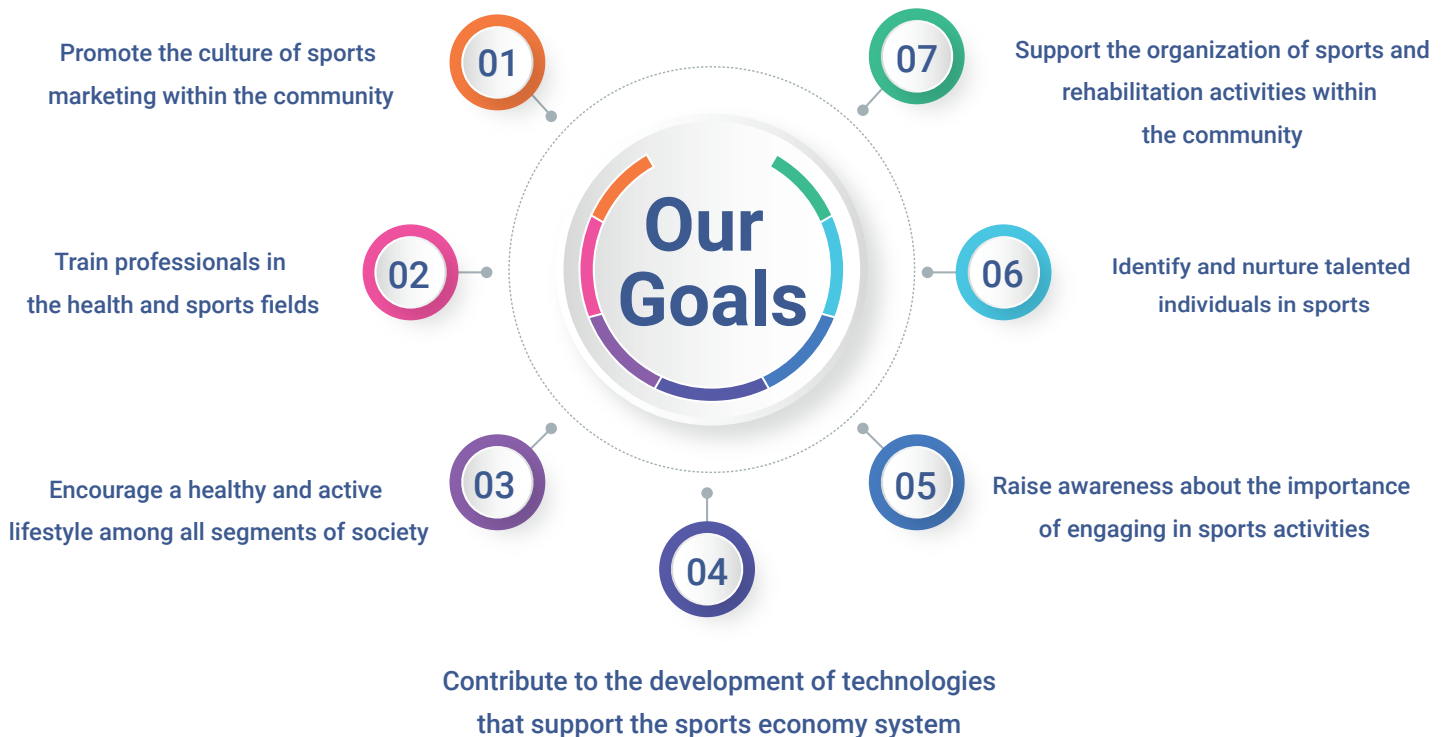 Our
Goals
01
Promote the culture of sports
marketing within the community
02
Train professionals in
the health and sports fields
03
Encourage a healthy and active
lifestyle among all segments of society
04
Contribute to the development of technologies
that support the sports economy system
05
Raise awareness about the importance
of engaging in sports activities
06
Identify and nurture talented
individuals in sports
07
Support the organization of sports and
rehabilitation activities within
the community